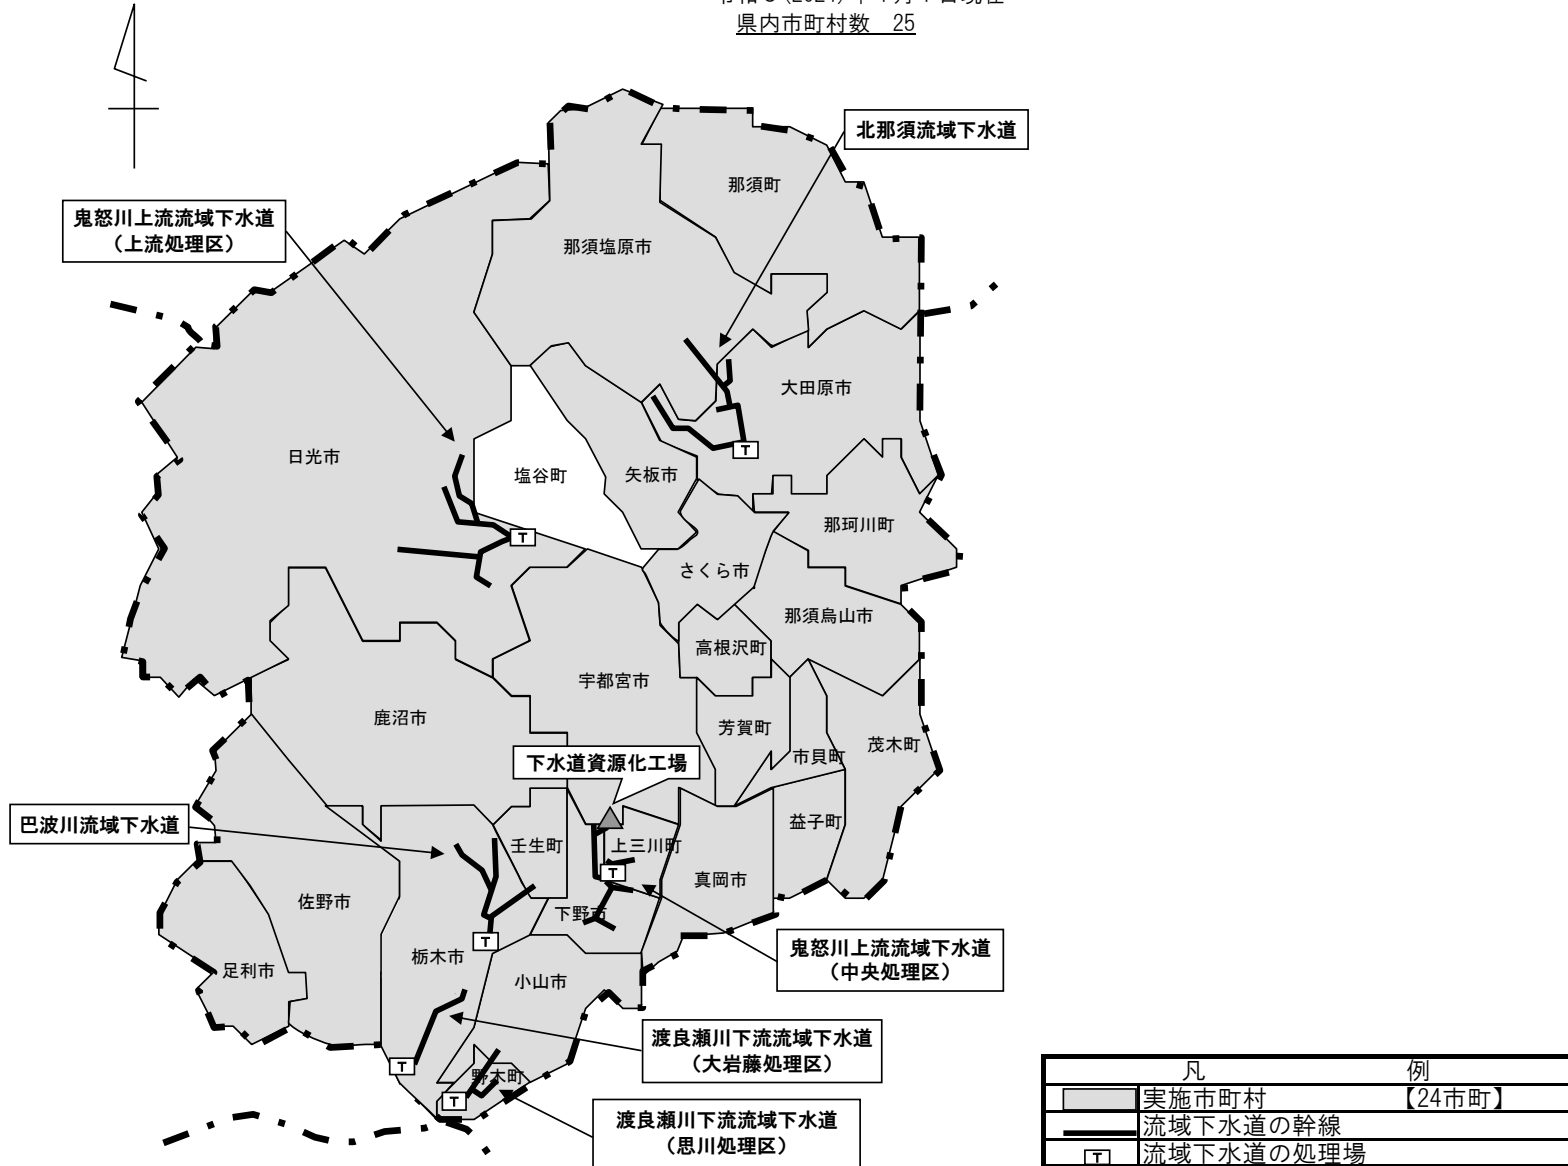 県内市町村数　25
北那須流域下水道
那須町
鬼怒川上流流域下水道
（上流処理区）
那須塩原市
大田原市
日光市
塩谷町
矢板市
T
那珂川町
T
さくら市
那須烏山市
高根沢町
宇都宮市
鹿沼市
芳賀町
茂木町
市貝町
下水道資源化工場
巴波川流域下水道
益子町
壬生町
上三川町
T
真岡市
佐野市
下野市
T
栃木市
鬼怒川上流流域下水道
（中央処理区）
足利市
小山市
渡良瀬川下流流域下水道
（大岩藤処理区）
T
野木町
T
渡良瀬川下流流域下水道
（思川処理区）
凡　例
実施市町村　【24市町】
流域下水道の幹線
T 流域下水道の処理場